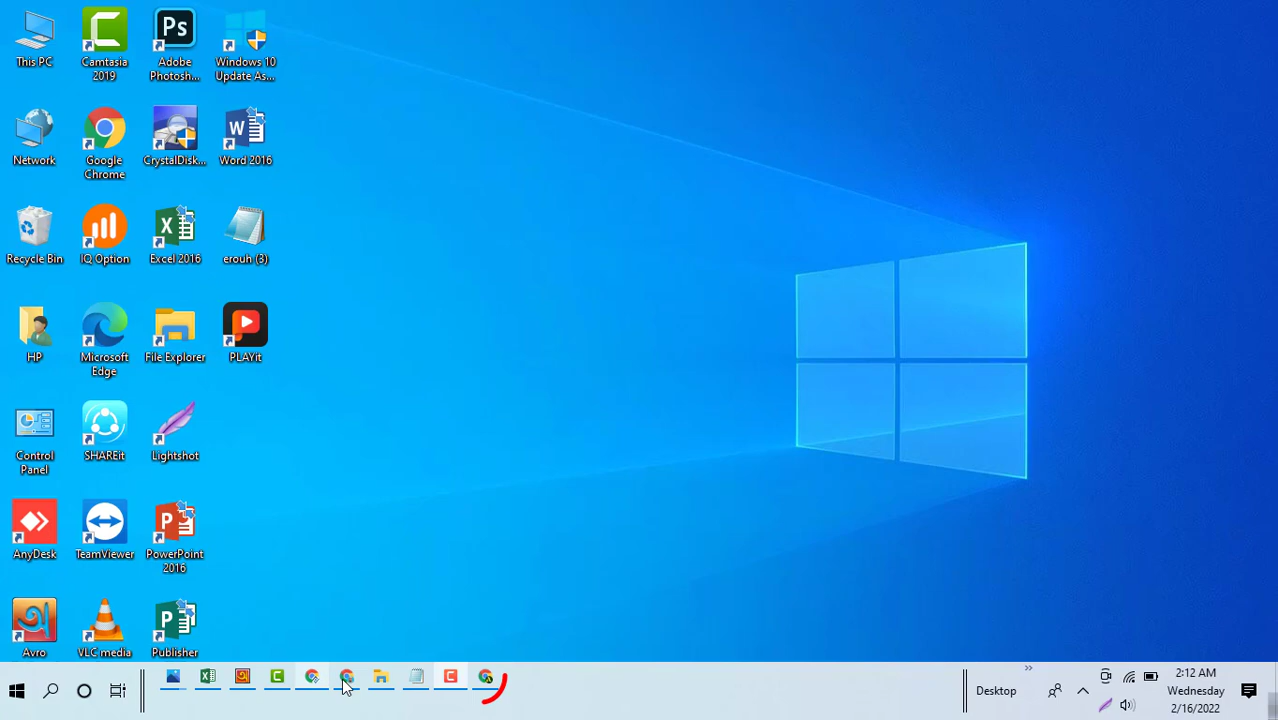 This PC
Camtasia
2019
Ps
Adobe
Photosh...
Windows 10
Update As...
Network
Google
Chrome
CrystalDisk...
W
Word 2016
Recycle Bin
IQ Option
X
Excel 2016
erouh (3)
HP
Microsoft
Edge
File Explorer
PLAYit
Control
Panel
SHAREit
Lightshot
AnyDesk
TeamViewer
P
PowerPoint
2016
অ
Avro
VLC media
P
Publisher
Desktop
2:12 AM
Wednesday
2/16/2022